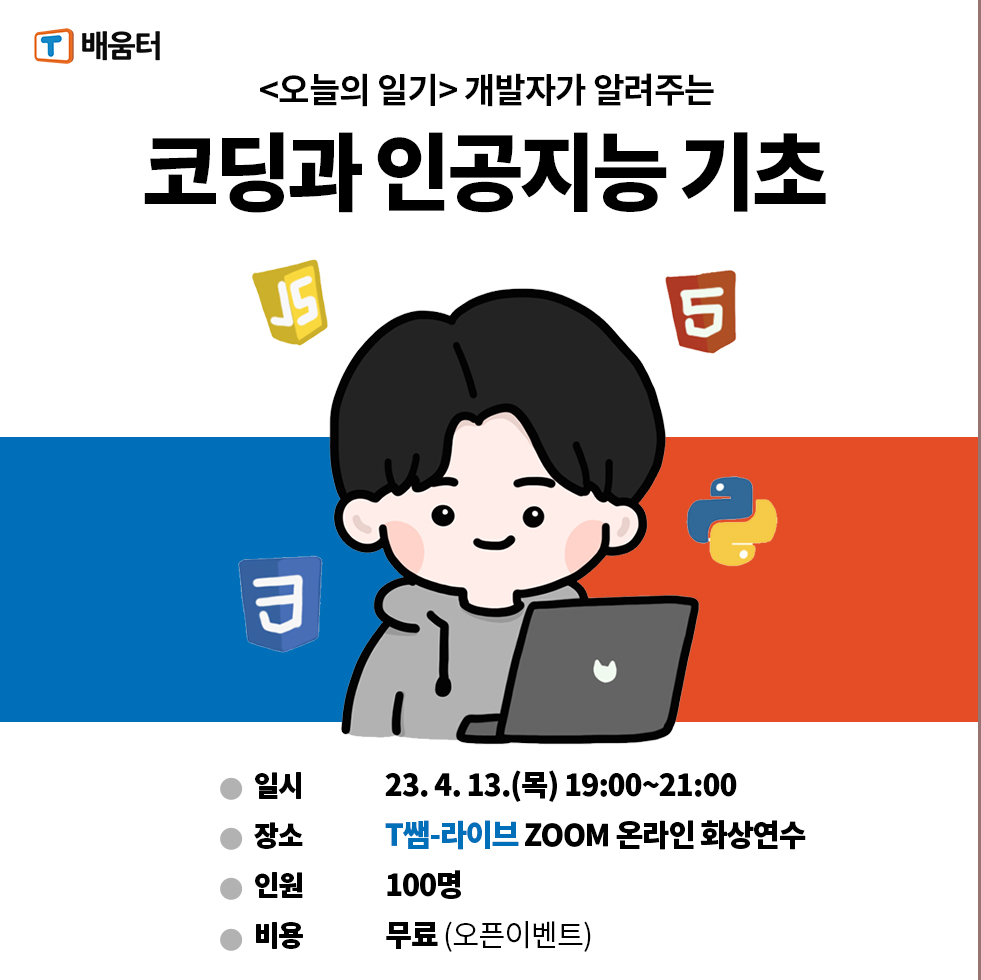 T 배움터
<오늘의 일기> 개발자가 알려주는
코딩과 인공지능 기초
JS
5
3
일시 23. 4. 13.(목) 19:00~21:00
장소 T쌤-라이브 ZOOM 온라인 화상연수
인원 100명
비용 무료 (오픈이벤트)